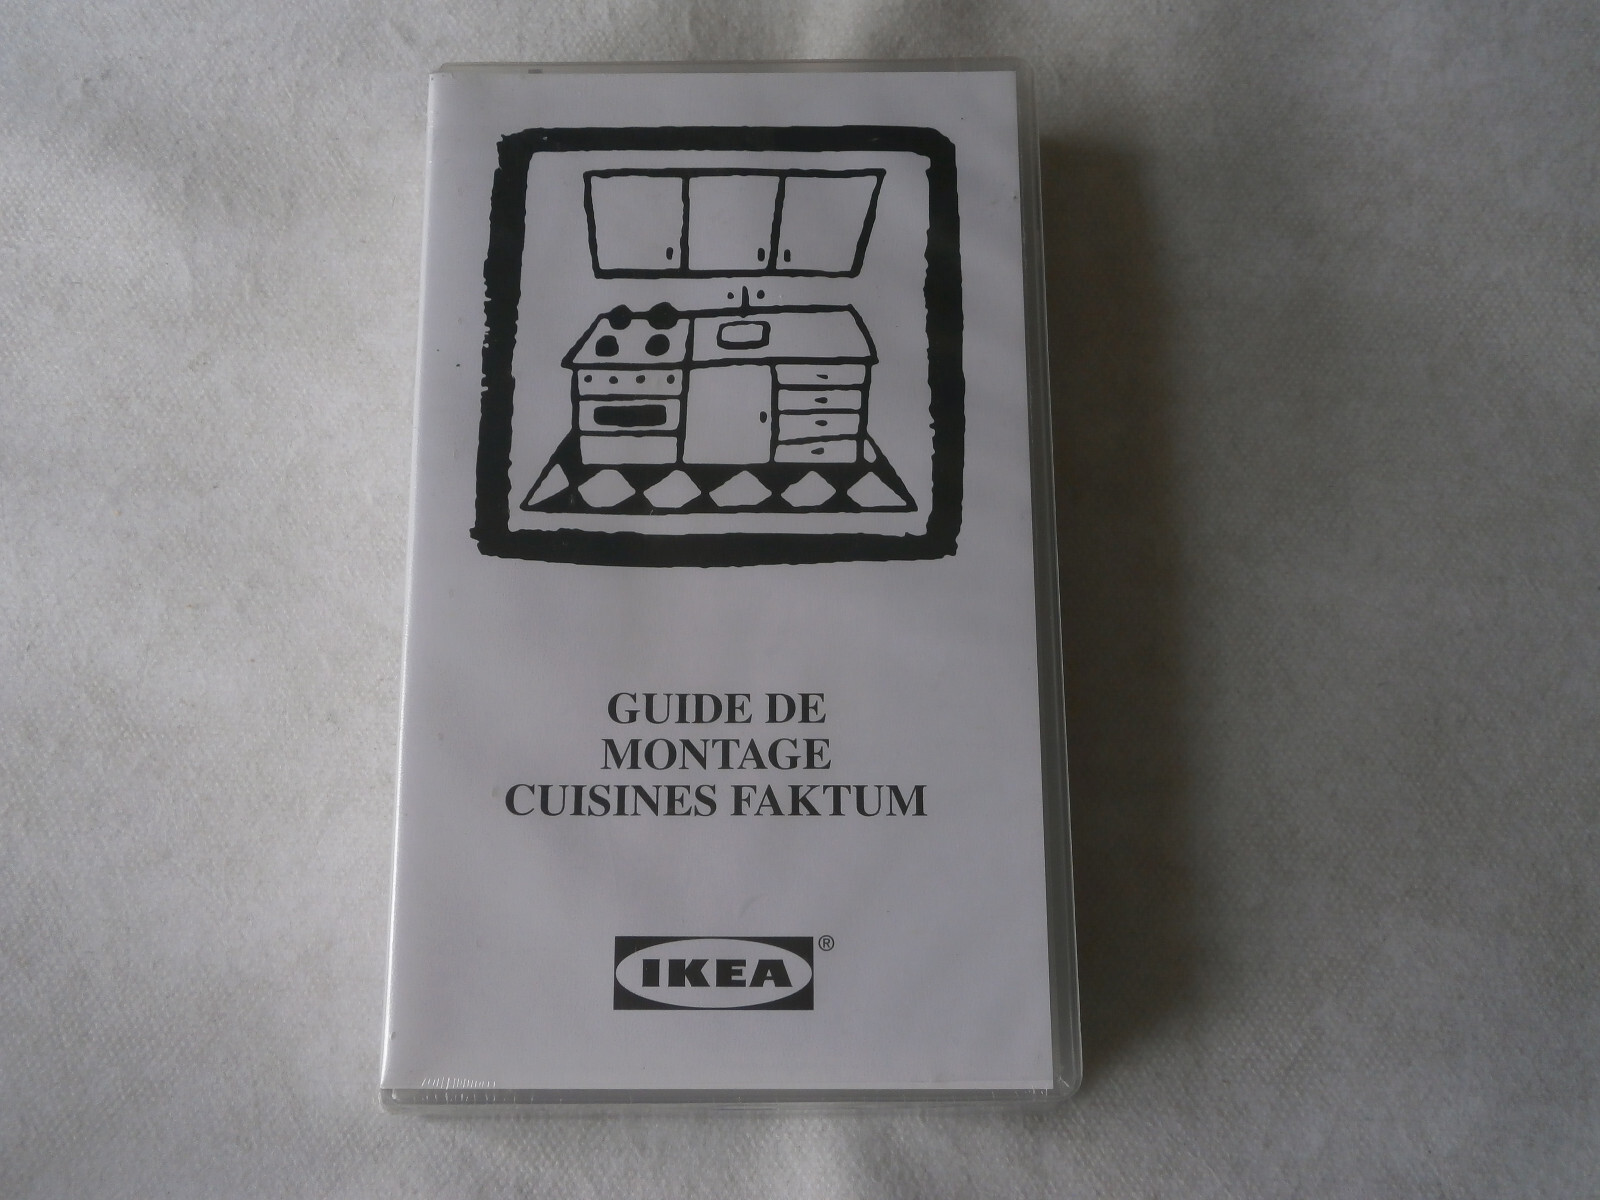 GUIDE DE
MONTAGE
CUISINES FAKTUM
IKEA®